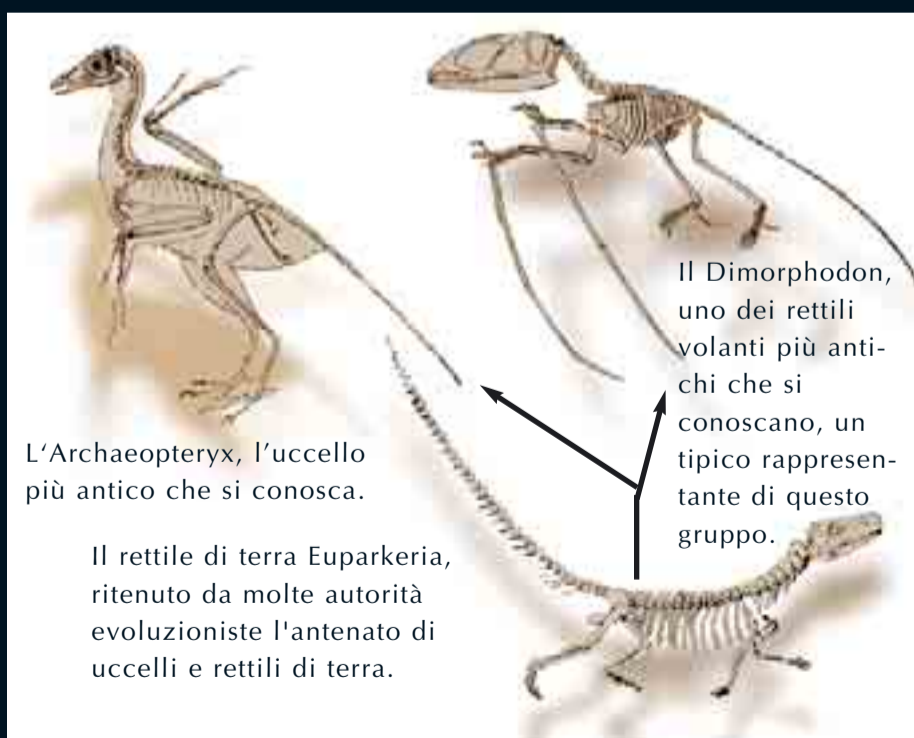 Il Dimorphodon,
uno dei rettili
volanti più anti-
chi che si
conoscano, un
tipico rappresen-
tante di questo
gruppo.
L‘Archaeopteryx, l’uccello
più antico che si conosca.
Il rettile di terra Euparkeria,
ritenuto da molte autorità
evoluzioniste l'antenato di
uccelli e rettili di terra.